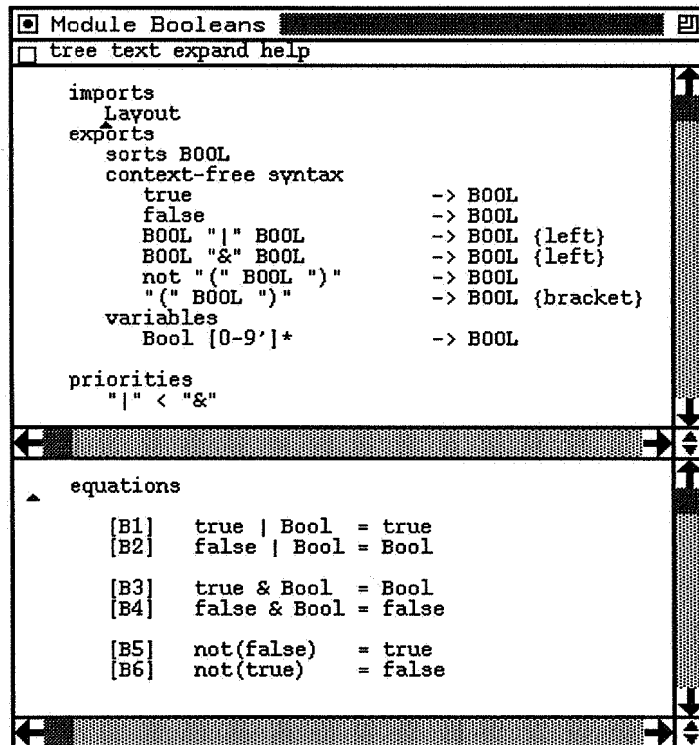 Module Booleans
tree text expand help
imports
Layout
exports
sorts BOOL
context-free syntax
true -> BOOL
false -> BOOL
BOOL "|" BOOL -> BOOL {left}
BOOL "&" BOOL -> BOOL {left}
not "(" BOOL ")" -> BOOL
"(" BOOL ")" -> BOOL {bracket}
variables
Bool [0-9']* -> BOOL
priorities
"|" < "&"
equations
[B1] true | Bool = true
[B2] false | Bool = Bool
[B3] true & Bool = Bool
[B4] false & Bool = false
[B5] not(false) = true
[B6] not(true) = false